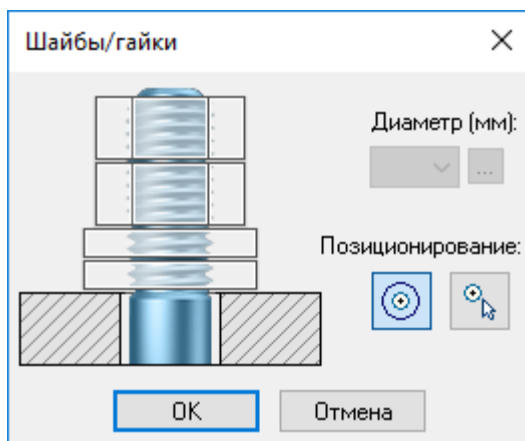 Шайбы/гайки
Диаметр (мм):
...
Позиционирование:
OK
Отмена